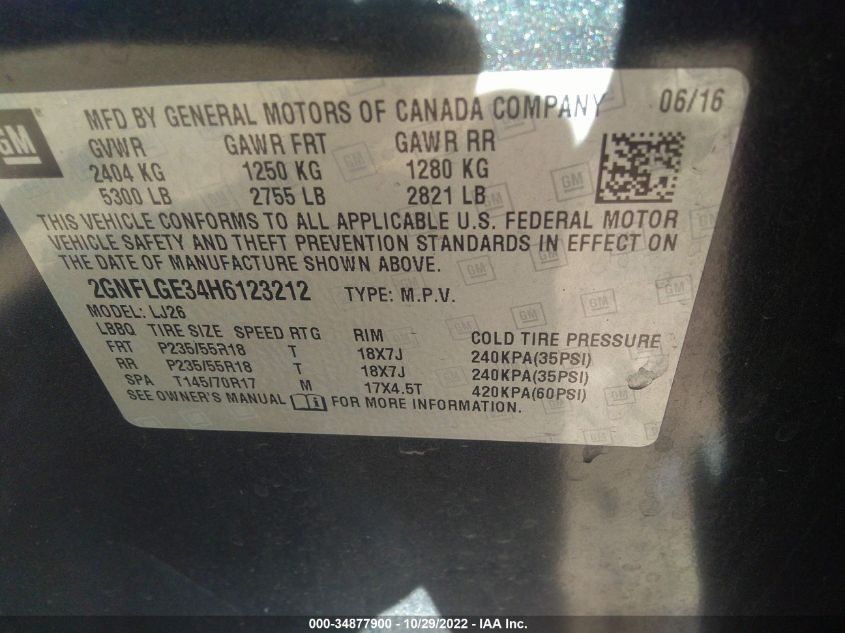 GM
MFD BY GENERAL MOTORS OF CANADA COMPANY 06/16
GVWR GAWR FRT GAWR RR
2404 KG 1250 KG 1280 KG
5300 LB 2755 LB 2821 LB
THIS VEHICLE CONFORMS TO ALL APPLICABLE U.S. FEDERAL MOTOR
VEHICLE SAFETY AND THEFT PREVENTION STANDARDS IN EFFECT ON
THE DATE OF MANUFACTURE SHOWN ABOVE.
2GNFLGE34H6123212 TYPE: M.P.V.
MODEL: LJ26
LBBQ TIRE SIZE SPEED RTG RIM COLD TIRE PRESSURE
FRT P235/55R18 T 18X7J 240KPA(35PSI)
RR P235/55R18 T 18X7J 240KPA(35PSI)
SPA T145/70R17 M 17X4.5T 420KPA(60PSI)
SEE OWNER'S MANUAL FOR MORE INFORMATION.
000-34877900 - 10/29/2022 - IAA Inc.